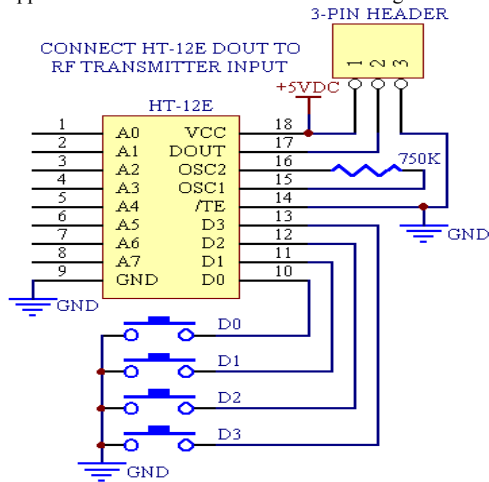 3-PIN HEADER
CONNECT HT-12E DOUT TO
RF TRANSMITTER INPUT
1 2 3
+5VDC
HT-12E
1 A0 VCC 18
2 A1 DOUT 17
3 A2 OSC2 16 750K
4 A3 OSC1 15
5 A4 /TE 14
6 A5 D3 13
7 A6 D2 12
8 A7 D1 11
9 GND D0 10
GND
GND
D0
D1
D2
D3
GND